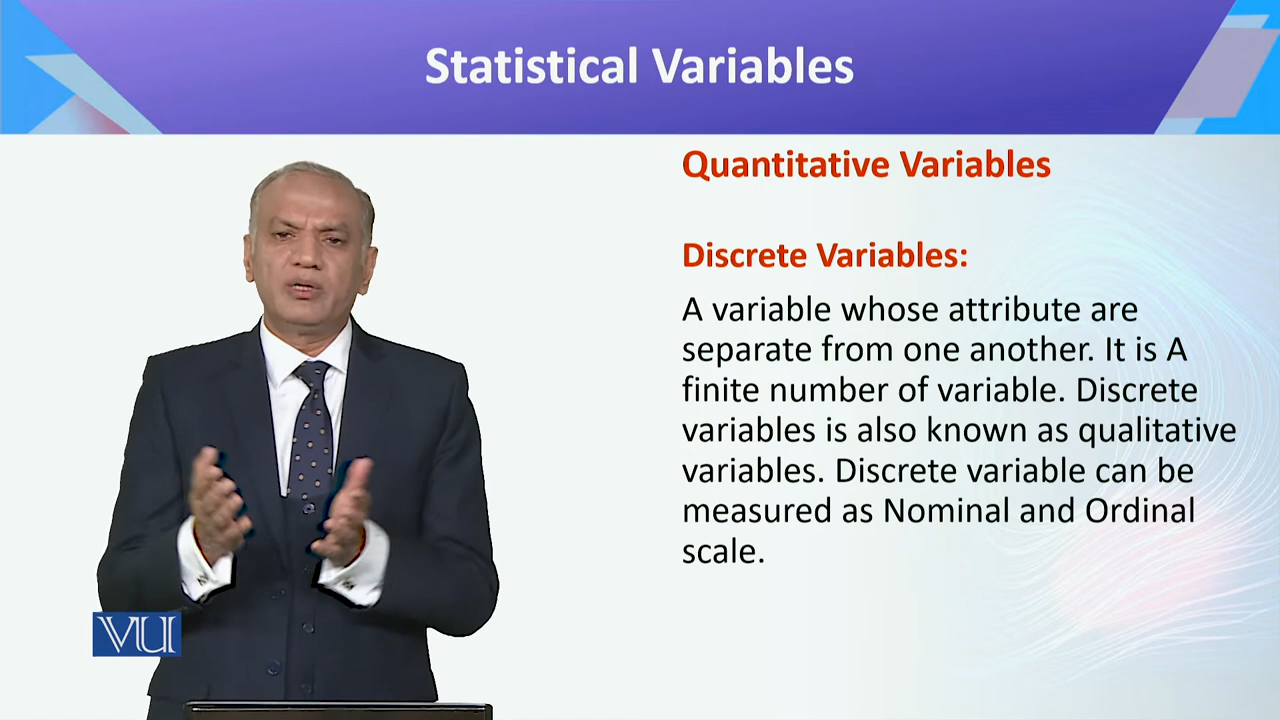 Statistical Variables
Quantitative Variables
Discrete Variables:
A variable whose attribute are
separate from one another. It is A
finite number of variable. Discrete
variables is also known as qualitative
variables. Discrete variable can be
measured as Nominal and Ordinal
scale.
VU